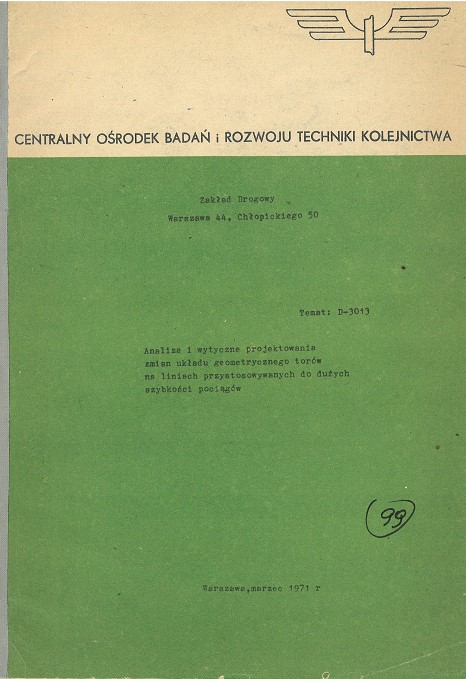 CENTRALNY OŚRODEK BADAŃ i ROZWOJU TECHNIKI KOLEJNICTWA
Zakład Drogowy
Warszawa 44, Chłopickiego 50
Temat: D-3013
Analiza i wytyczne projektowania
zmian układu geometrycznego torów
na liniach przystosowywanych do dużych
szybkości pociągów
99
Warszawa,marzec 1971 r